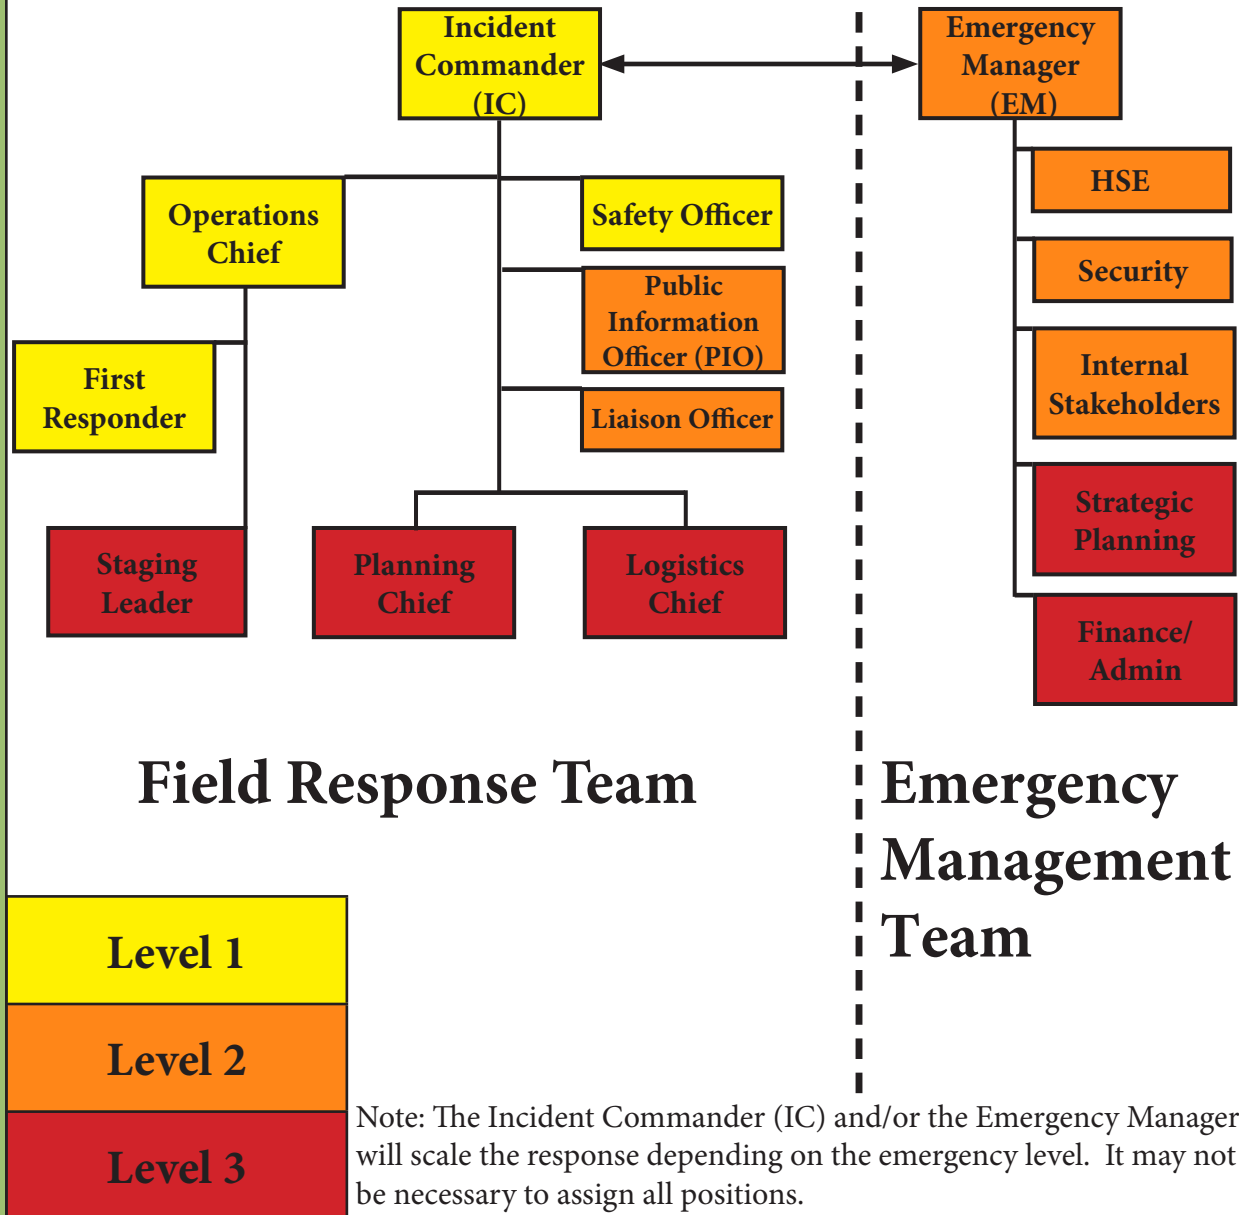 Incident
Commander
(IC)
Emergency
Manager
(EM)
Operations
Chief
Safety Officer
HSE
Public
Information
Officer (PIO)
Security
First
Responder
Liaison Officer
Internal
Stakeholders
Staging
Leader
Planning
Chief
Logistics
Chief
Strategic
Planning
Finance/
Admin
Field Response Team
Emergency
Management
Team
Level 1
Level 2
Level 3
Note: The Incident Commander (IC) and/or the Emergency Manager
will scale the response depending on the emergency level.  It may not
be necessary to assign all positions.